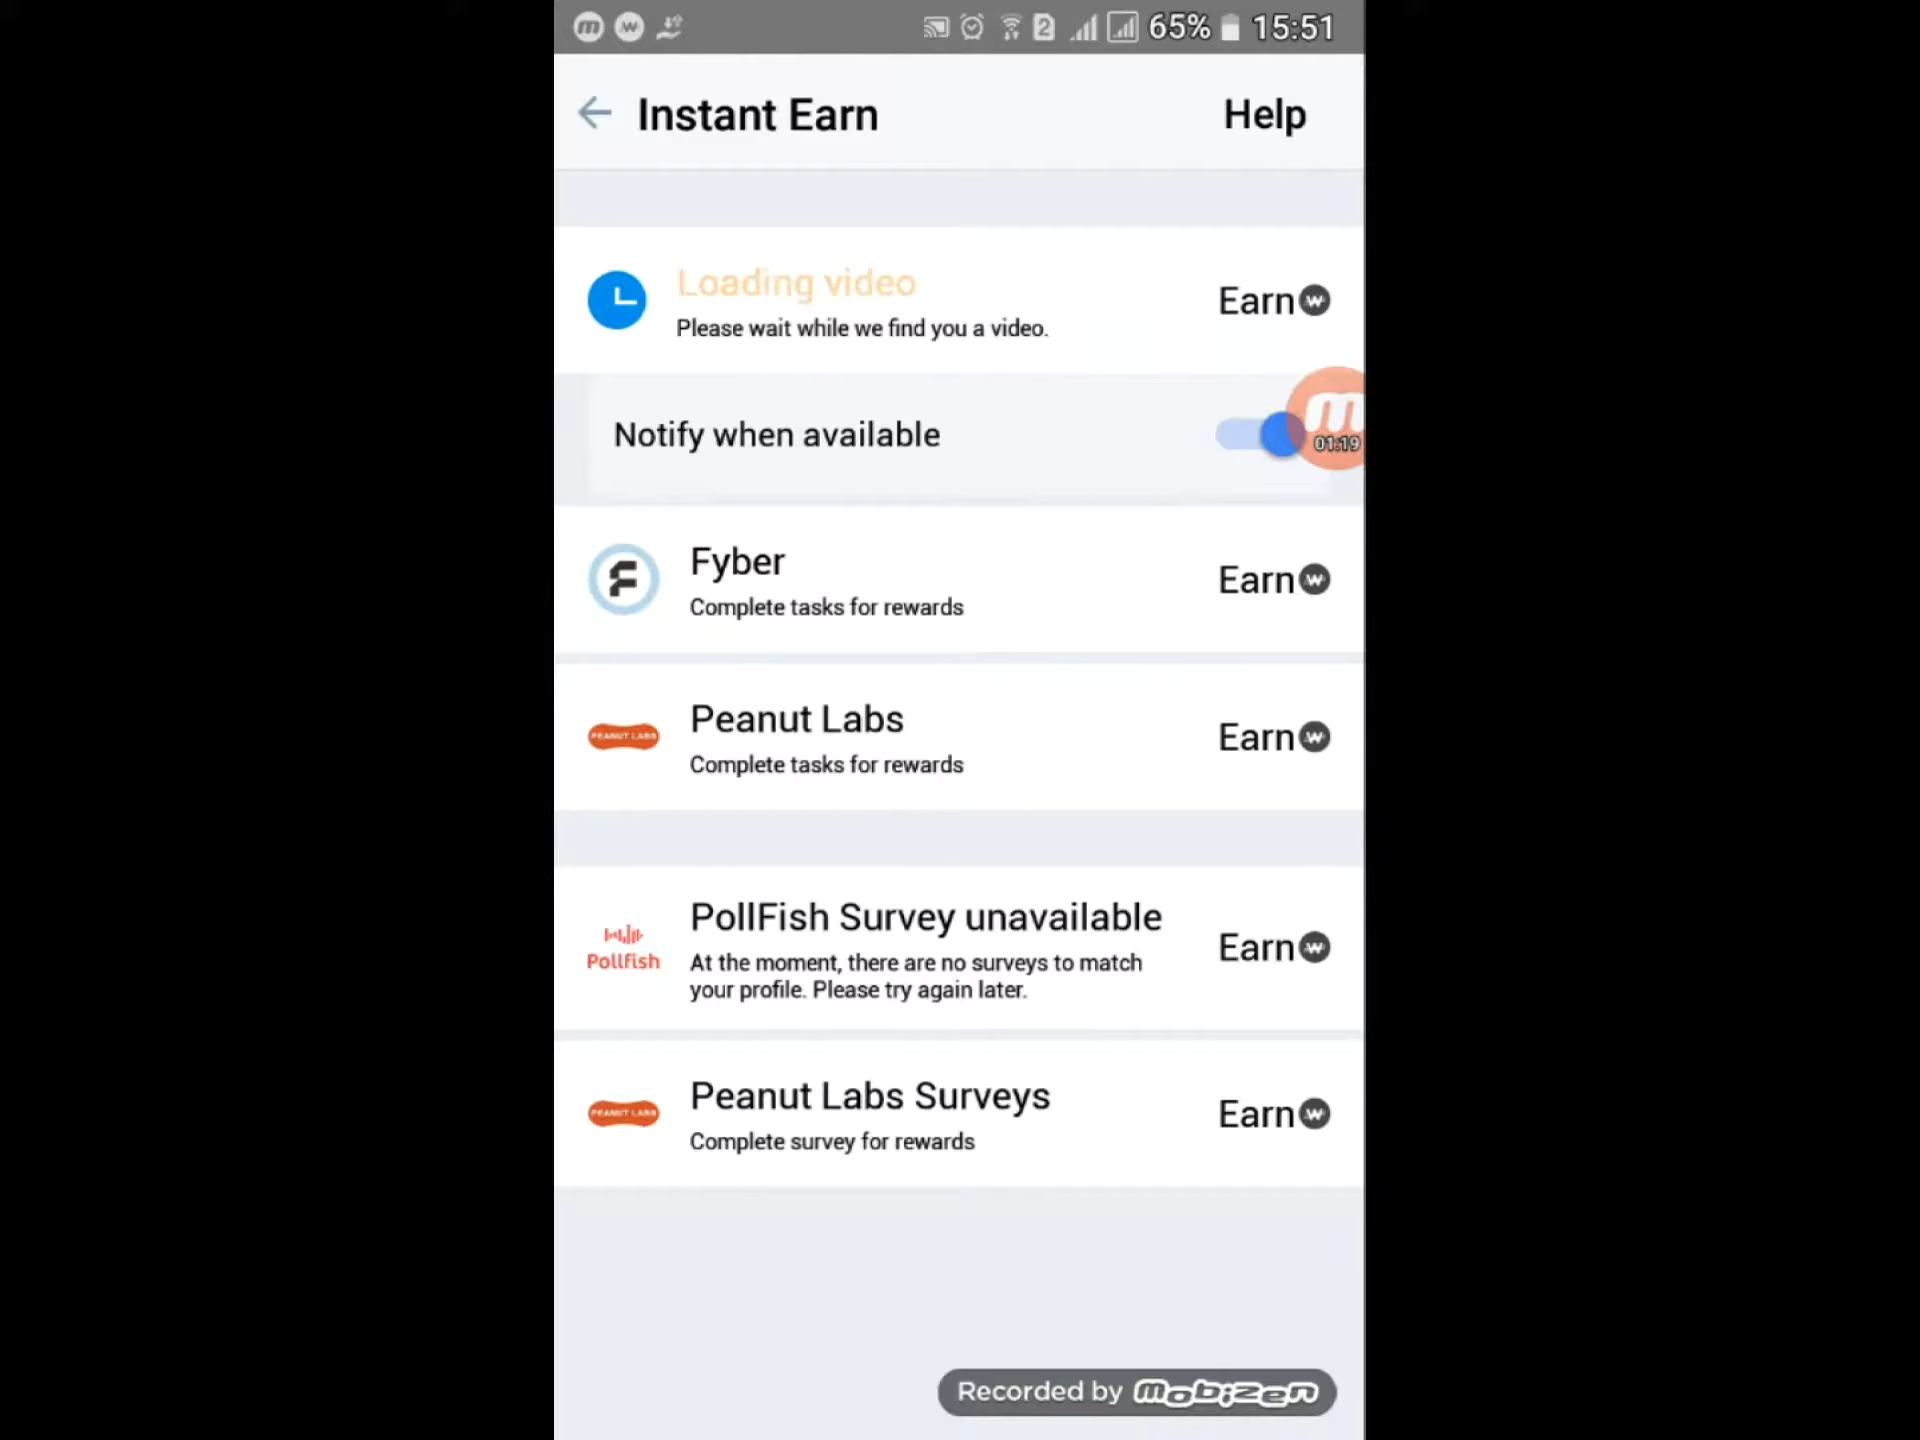 2 65% 15:51
Instant Earn Help
Loading video
Please wait while we find you a video.
Earn
Notify when available
01:19
Fyber
Complete tasks for rewards
Earn
PEANUT LABS
Peanut Labs
Complete tasks for rewards
Earn
Pollfish
PollFish Survey unavailable
At the moment, there are no surveys to match
your profile. Please try again later.
Earn
PEANUT LABS
Peanut Labs Surveys
Complete survey for rewards
Earn
Recorded by mobizen